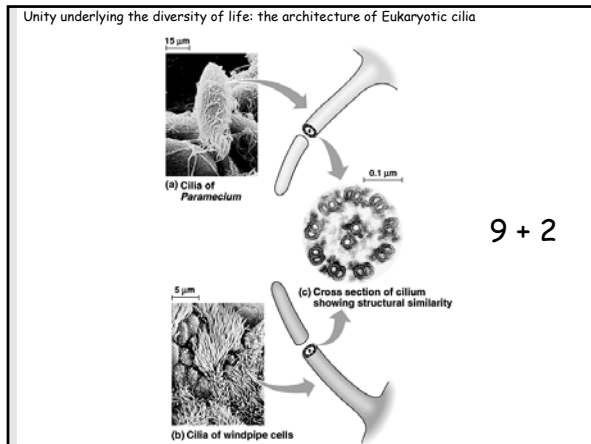 Unity underlying the diversity of life: the architecture of Eukaryotic cilia
15 µm
(a) Cilia of
Paramecium
0.1 µm
9 + 2
(c) Cross section of cilium
showing structural similarity
5 µm
(b) Cilia of windpipe cells